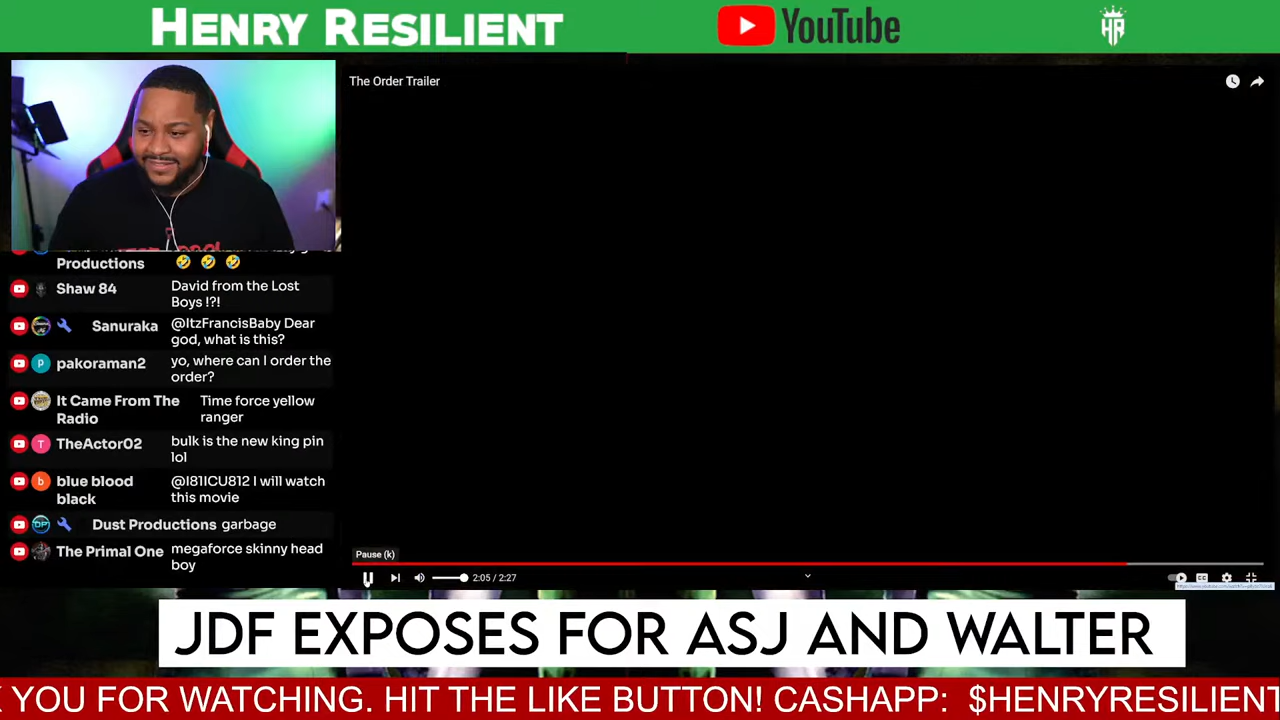 HENRY RESILIENT
YouTube
HR
The Order Trailer
Productions 🤣 🤣 🤣
Shaw 84 David from the Lost
Boys !?!
Sanuraka @ItzFrancisBaby Dear
god, what is this?
pakoraman2 yo, where can I order the
order?
It Came From The Time force yellow
Radio ranger
TheActor02 bulk is the new king pin
lol
blue blood @I81ICU812 I will watch
black this movie
Dust Productions garbage
The Primal One megaforce skinny head
boy
Pause (k)
2:05 / 2:27
JDF EXPOSES FOR ASJ AND WALTER
YOU FOR WATCHING. HIT THE LIKE BUTTON! CASHAPP: $HENRYRESILIENT